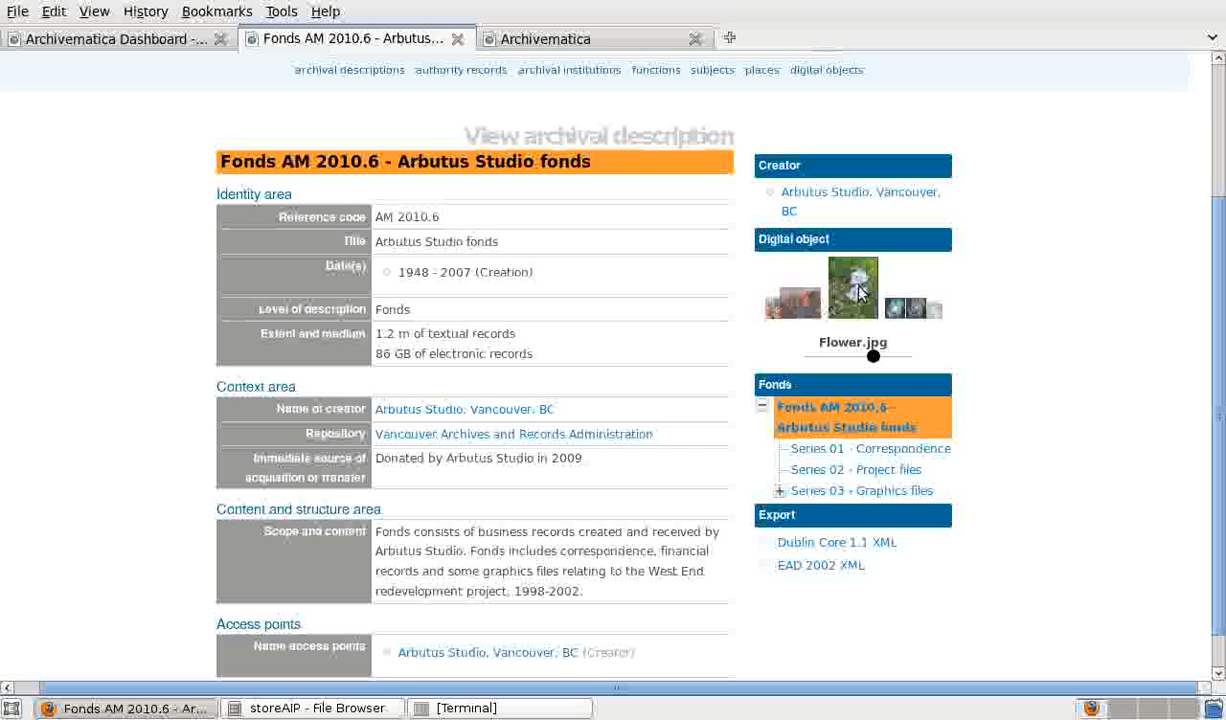 File Edit View History Bookmarks Tools Help
Archivematica Dashboard -... Fonds AM 2010.6 - Arbutus... Archivematica
archival descriptions authority records archival institutions functions subjects places digital objects
View archival description
Fonds AM 2010.6 - Arbutus Studio fonds
Identity area
Reference code AM 2010.6
Title Arbutus Studio fonds
Date(s) 1948 - 2007 (Creation)
Level of description Fonds
Extent and medium 1.2 m of textual records
86 GB of electronic records
Context area
Name of creator Arbutus Studio, Vancouver, BC
Repository Vancouver Archives and Records Administration
Immediate source of acquisition or transfer Donated by Arbutus Studio in 2009
Content and structure area
Scope and content Fonds consists of business records created and received by
Arbutus Studio. Fonds includes correspondence, financial
records and some graphics files relating to the West End
redevelopment project, 1998-2002.
Access points
Name access points Arbutus Studio, Vancouver, BC (Creator)
Creator
Arbutus Studio, Vancouver,
BC
Digital object
Flower.jpg
Fonds
Fonds AM 2010.6 -
Arbutus Studio fonds
Series 01 - Correspondence
Series 02 - Project files
Series 03 - Graphics files
Export
Dublin Core 1.1 XML
EAD 2002 XML
Fonds AM 2010.6 - Ar... storeAIP - File Browser [Terminal]